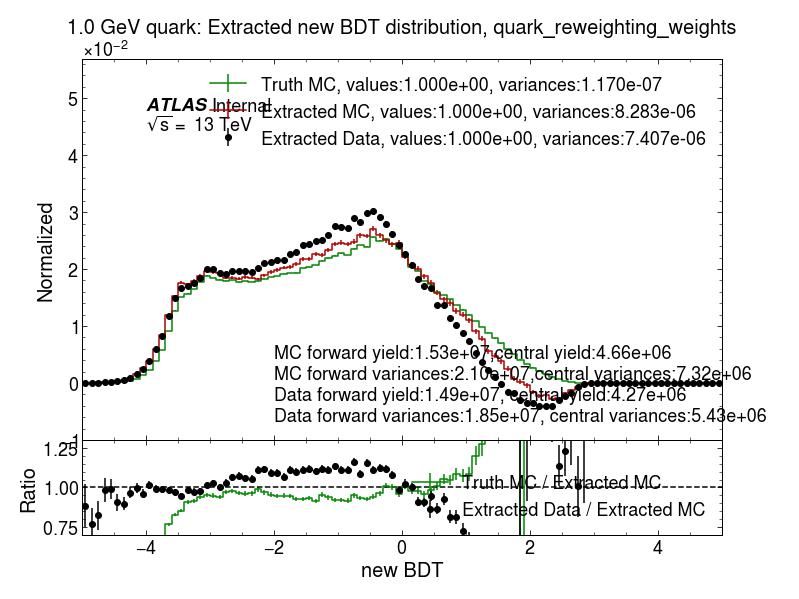 1.0 GeV quark: Extracted new BDT distribution, quark_reweighting_weights
×10⁻²
Truth MC, values:1.000e+00, variances:1.170e-07
ATLAS Internal
Extracted MC, values:1.000e+00, variances:8.283e-06
√s = 13 TeV
Extracted Data, values:1.000e+00, variances:7.407e-06
5
4
3
2
1
0
−1
Normalized
MC forward yield:1.53e+07,central yield:4.66e+06
MC forward variances:2.10e+07,central variances:7.32e+06
Data forward yield:1.49e+07,central yield:4.27e+06
Data forward variances:1.85e+07, central variances:5.43e+06
1.25
1.00
0.75
Ratio
Truth MC / Extracted MC
Extracted Data / Extracted MC
−4 −2 0 2 4
new BDT